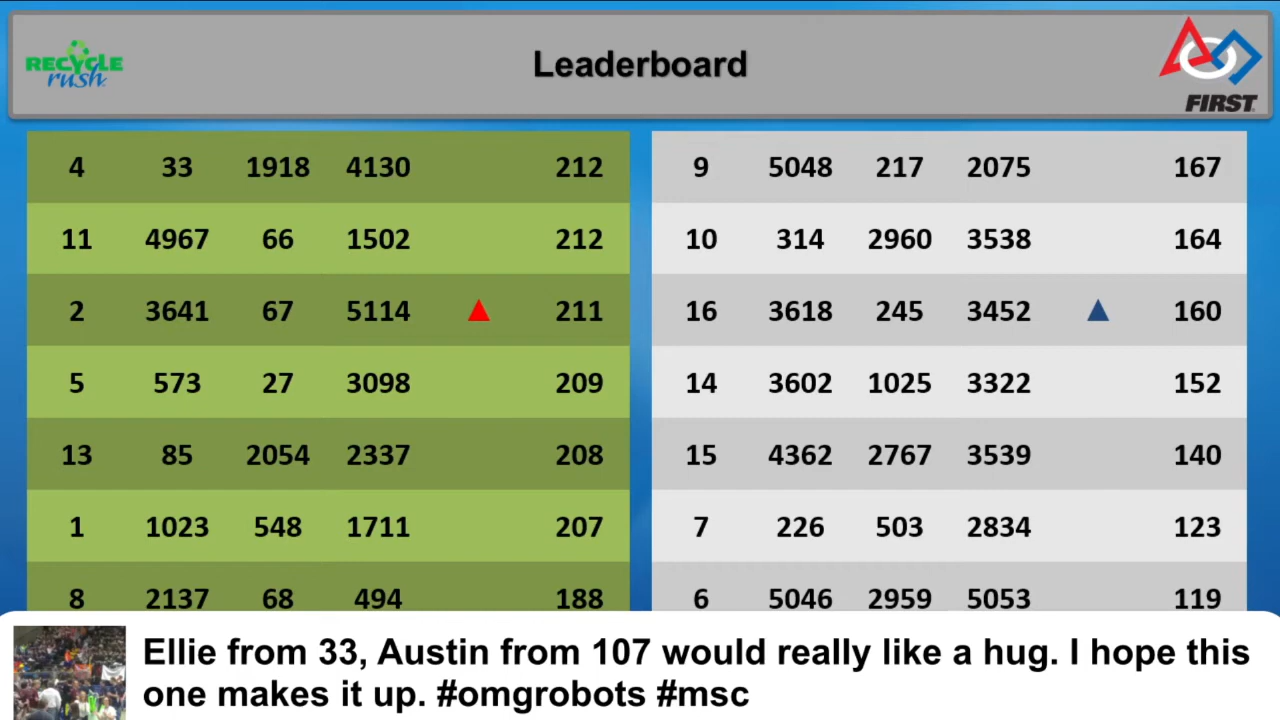 RECYCLE
rush
Leaderboard
FIRST
4 33 1918 4130 212
11 4967 66 1502 212
2 3641 67 5114 ▲ 211
5 573 27 3098 209
13 85 2054 2337 208
1 1023 548 1711 207
8 2137 68 494 188
9 5048 217 2075 167
10 314 2960 3538 164
16 3618 245 3452 ▲ 160
14 3602 1025 3322 152
15 4362 2767 3539 140
7 226 503 2834 123
6 5046 2959 5053 119
Ellie from 33, Austin from 107 would really like a hug. I hope this
one makes it up. #omgrobots #msc